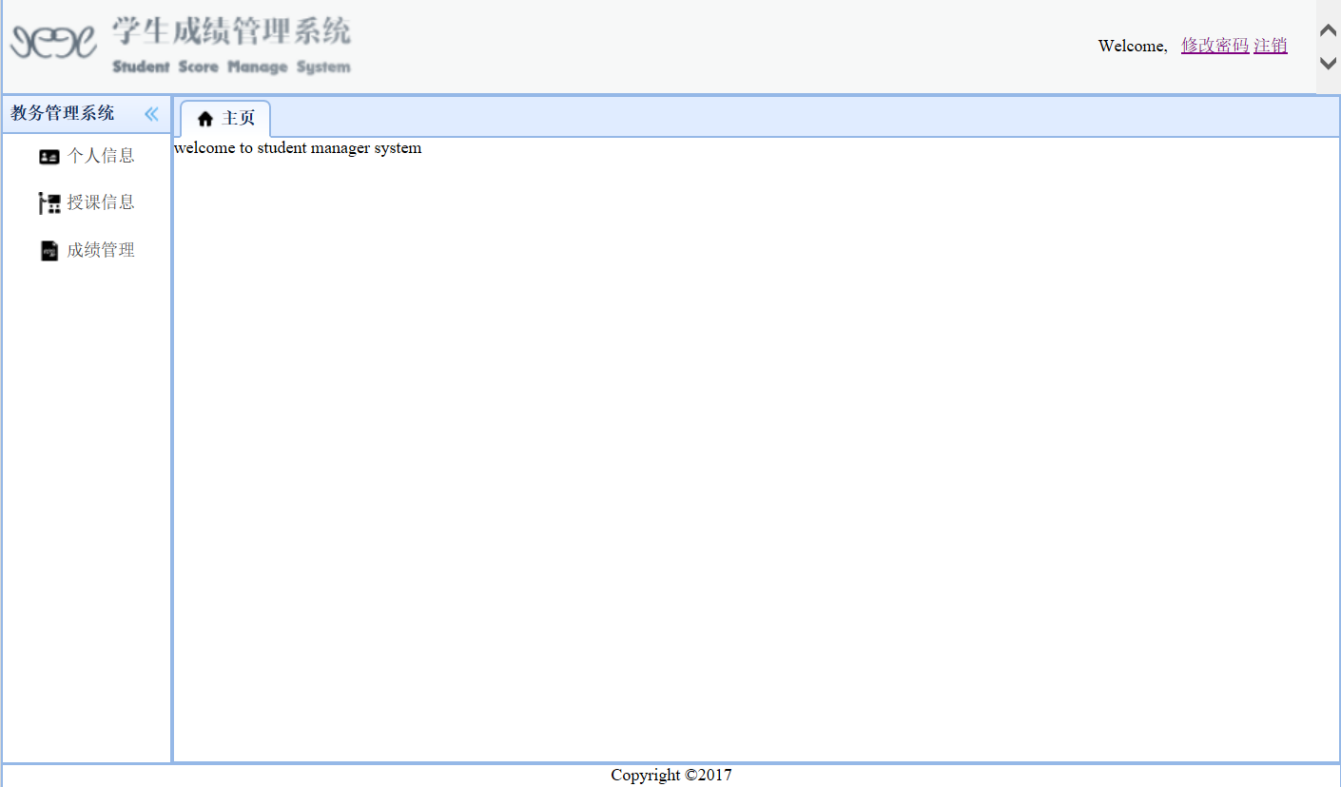 学生成绩管理系统
Student Score Manage System
Welcome, 修改密码 注销
教务管理系统
主页
个人信息
授课信息
成绩管理
welcome to student manager system
Copyright ©2017